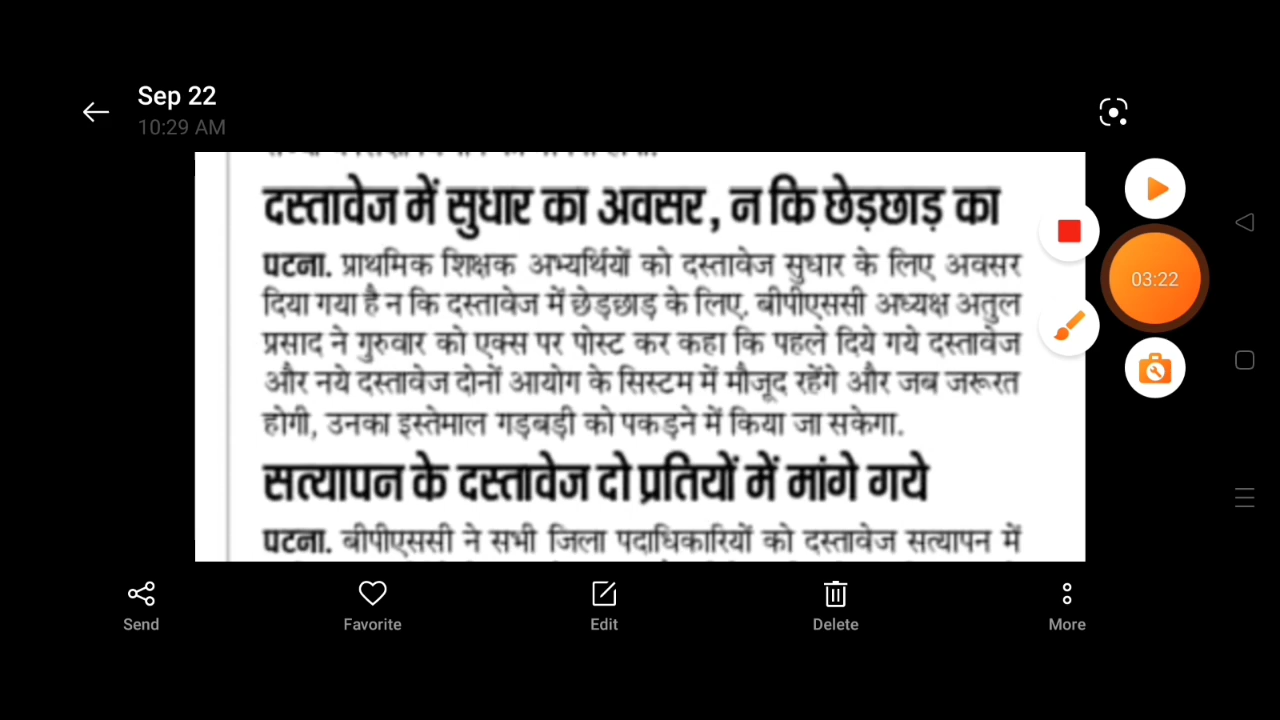 Sep 22
10:29 AM
दस्तावेज में सुधार का अवसर, न कि छेड़छाड़ का
पटना. प्राथमिक शिक्षक अभ्यर्थियों को दस्तावेज सुधार के लिए अवसर
दिया गया है न कि दस्तावेज में छेड़छाड़ के लिए. बीपीएससी अध्यक्ष अतुल
प्रसाद ने गुरुवार को एक्स पर पोस्ट कर कहा कि पहले दिये गये दस्तावेज
और नये दस्तावेज दोनों आयोग के सिस्टम में मौजूद रहेंगे और जब जरूरत
होगी, उनका इस्तेमाल गड़बड़ी को पकड़ने में किया जा सकेगा.
सत्यापन के दस्तावेज दो प्रतियों में मांगे गये
पटना. बीपीएससी ने सभी जिला पदाधिकारियों को दस्तावेज सत्यापन में
03:22
Send Favorite Edit Delete More